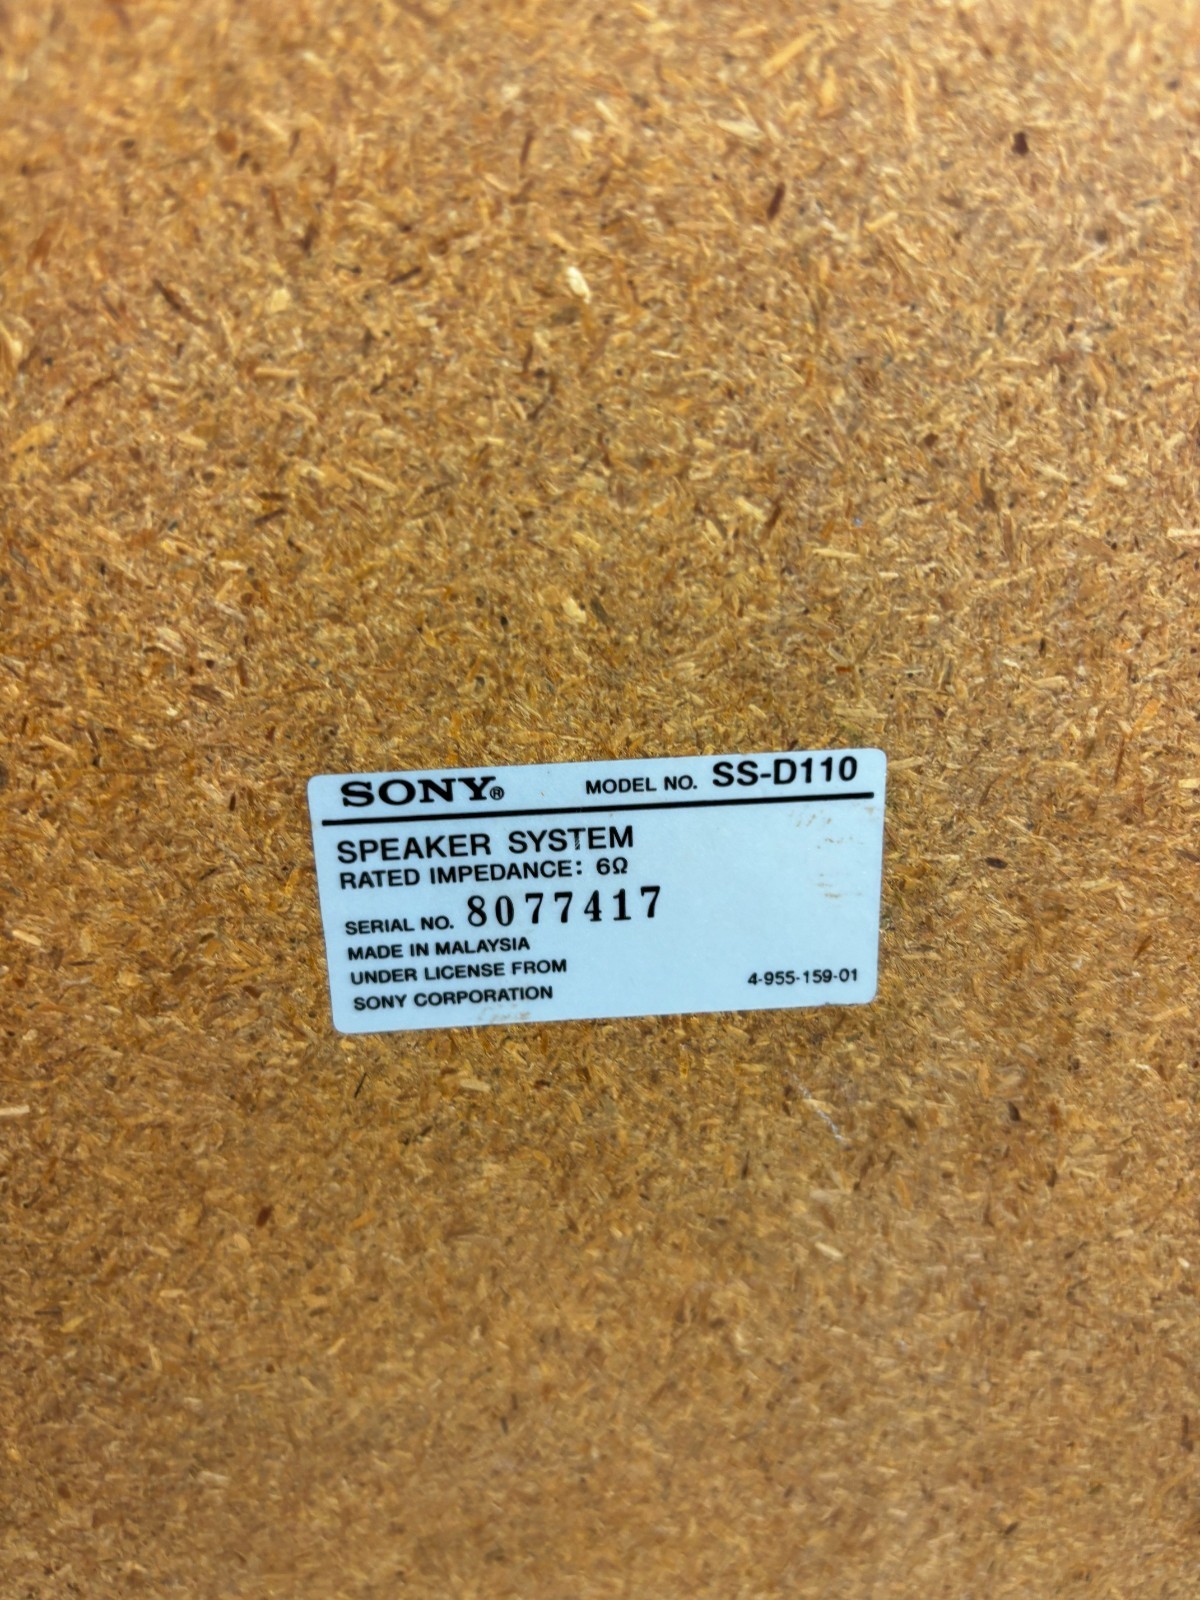 SONY® MODEL NO. SS-D110
SPEAKER SYSTEM
RATED IMPEDANCE: 6Ω
SERIAL NO. 8077417
MADE IN MALAYSIA
UNDER LICENSE FROM
SONY CORPORATION 4-955-159-01